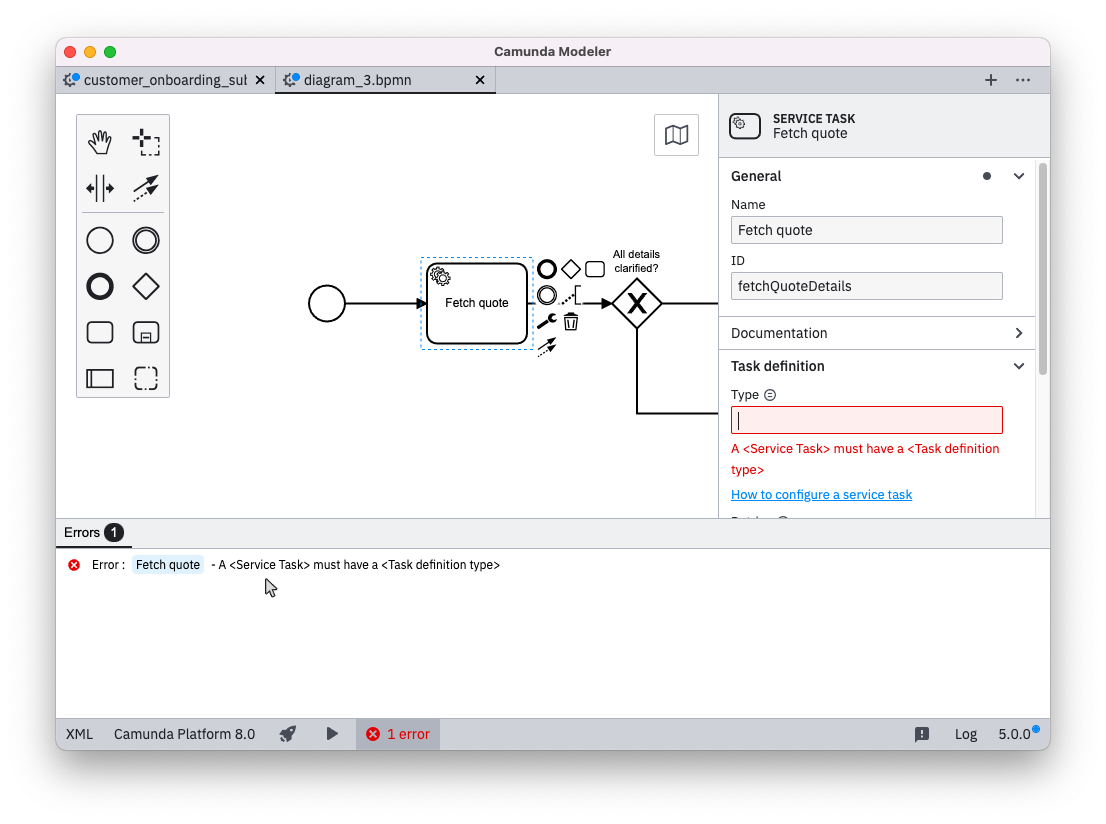 Camunda Modeler
customer_onboarding_sul
diagram_3.bpmn
SERVICE TASK
Fetch quote
General
Name
Fetch quote
ID
fetchQuoteDetails
Documentation
Task definition
Type
A <Service Task> must have a <Task definition
type>
How to configure a service task
All details
clarified?
Fetch quote
X
Errors 1
Error : Fetch quote - A <Service Task> must have a <Task definition type>
XML Camunda Platform 8.0 1 error Log 5.0.0